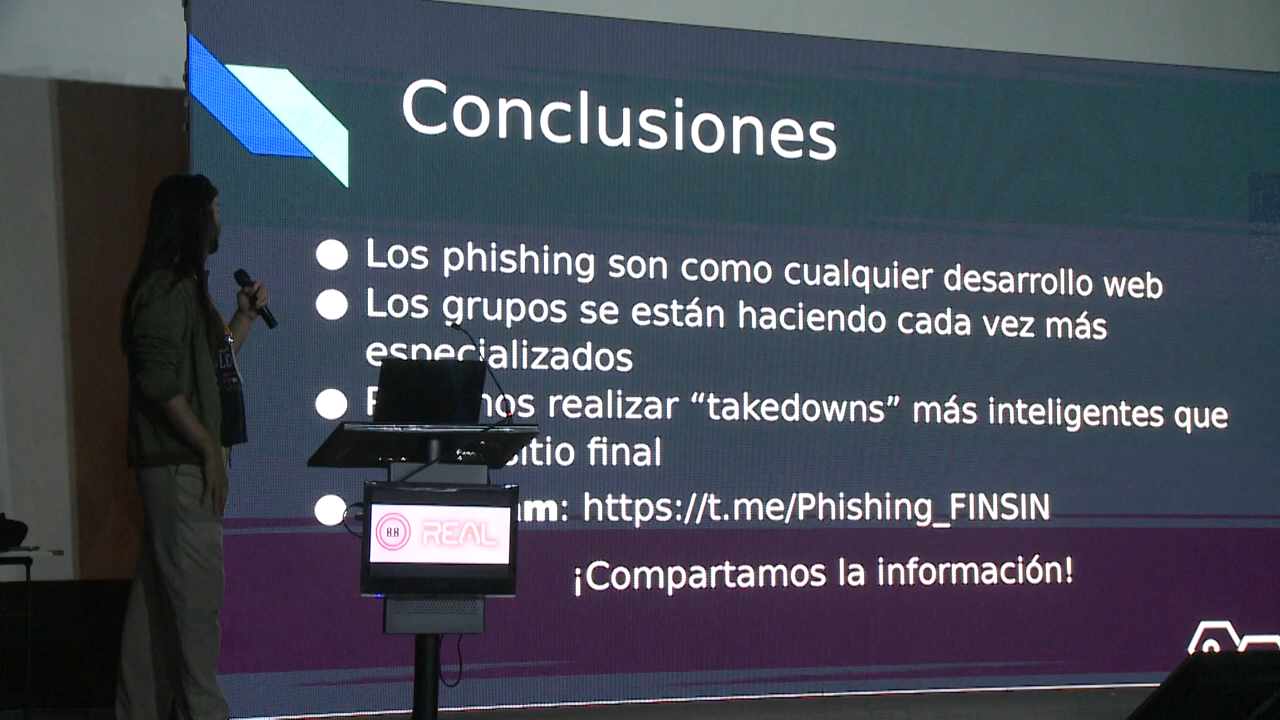 Conclusiones
Los phishing son como cualquier desarrollo web
Los grupos se están haciendo cada vez más
especializados
realizar “takedowns” más inteligentes que
sitio final
: https://t.me/Phishing_FINSIN
¡Compartamos la información!
REAL